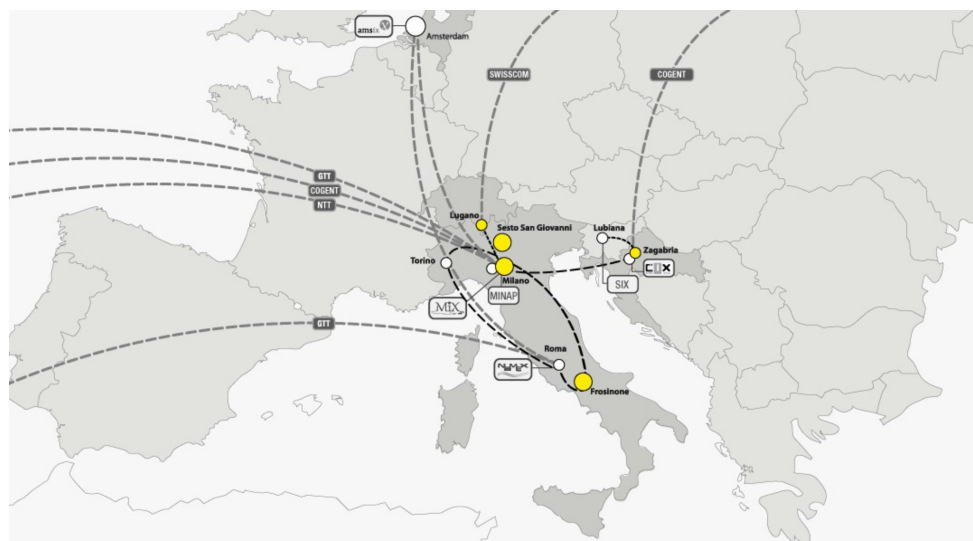 amsix
Amsterdam
SWISSCOM
COGENT
GTT
COGENT
NTT
Lugano
Sesto San Giovanni
Lubiana
Zagabria
Torino
Milano
CIX
SIX
MINAP
MIX
GTT
Roma
NaMeX
Frosinone